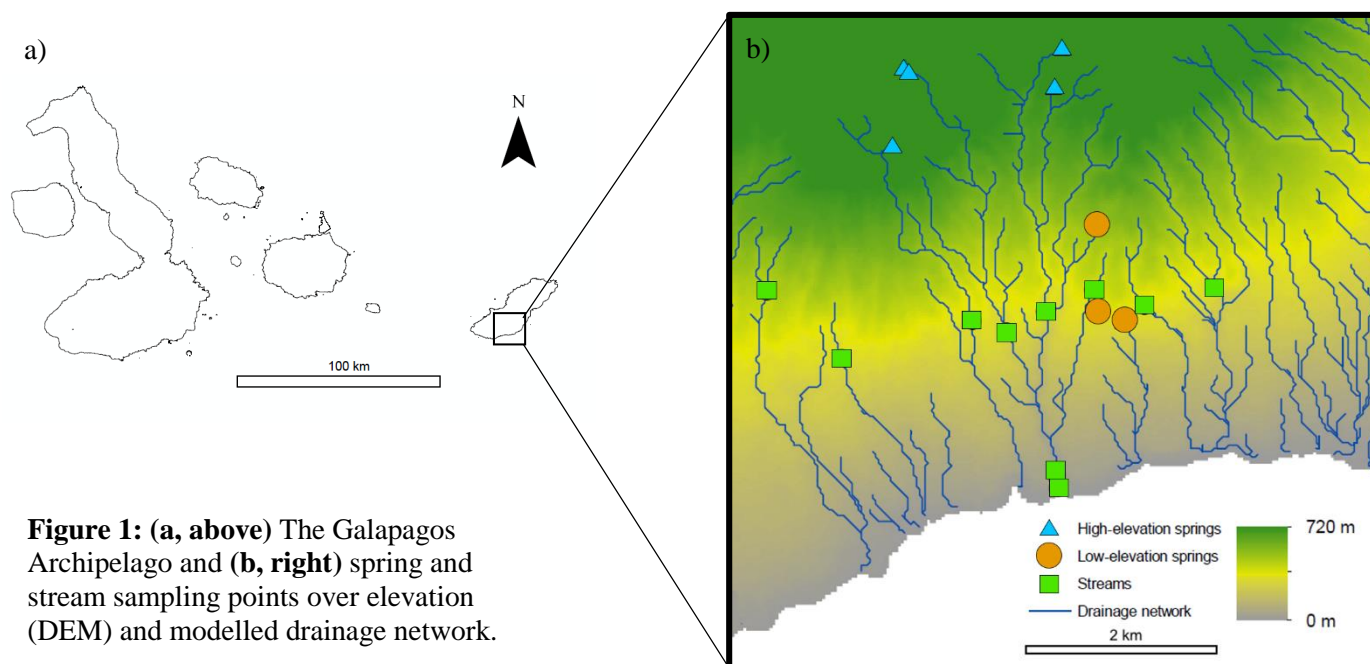 a)
N
100 km
Figure 1: (a, above) The Galapagos
Archipelago and (b, right) spring and
stream sampling points over elevation
(DEM) and modelled drainage network.
b)
High-elevation springs
Low-elevation springs
Streams
Drainage network
2 km
720 m
0 m